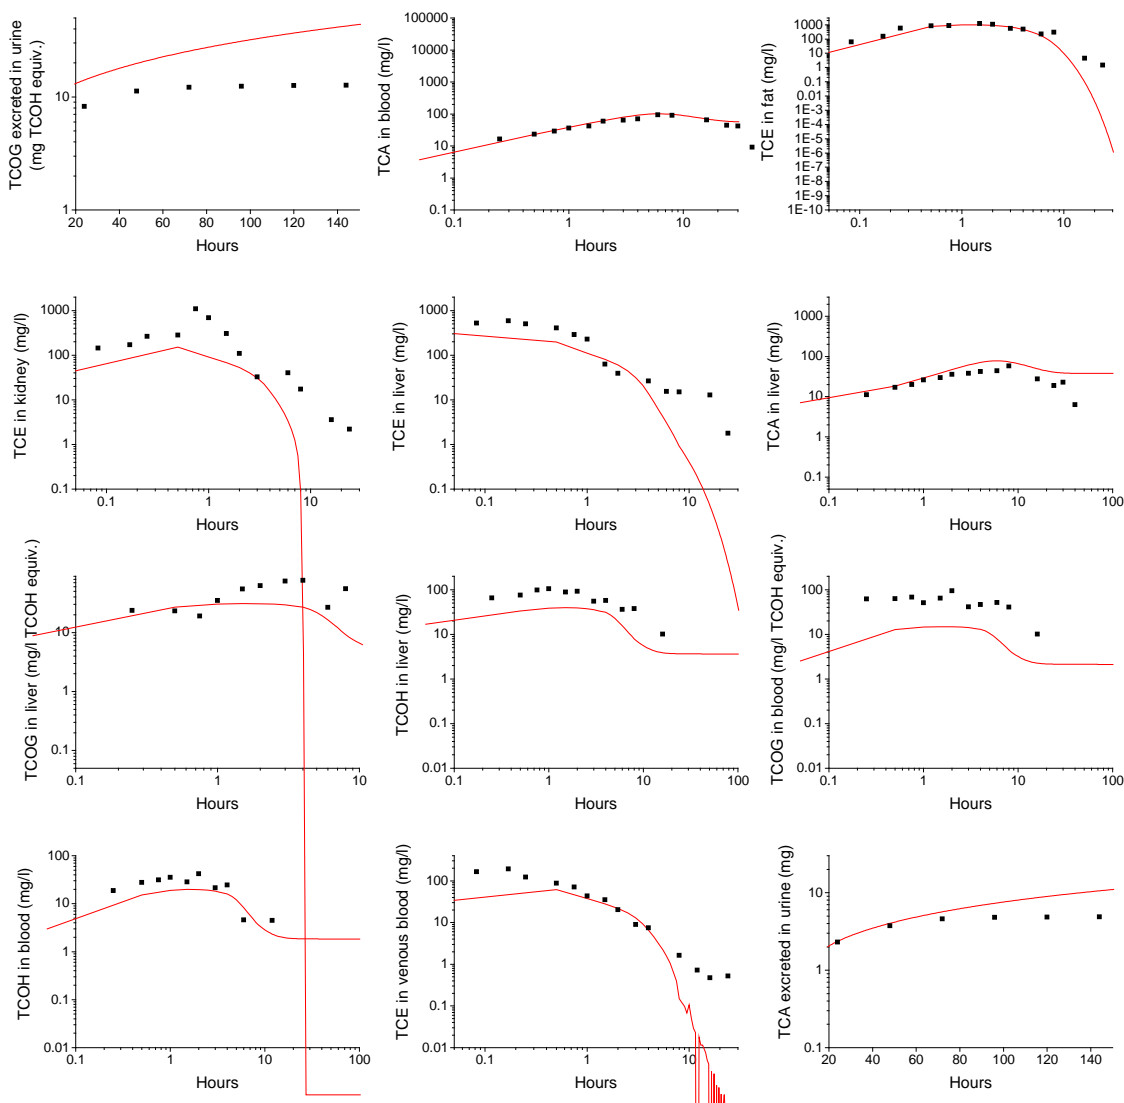 TCOG excreted in urine
(mg TCOH equiv.)
10
1
20 40 60 80 100 120 140
Hours
TCA in blood (mg/l)
100000
10000
1000
100
10
1
0.1
0.1 1 10
Hours
TCE in fat (mg/l)
1000
100
10
1
0.1
0.01
1E-3
1E-4
1E-5
1E-6
1E-7
1E-8
1E-9
1E-10
0.1 1 10
Hours
TCE in kidney (mg/l)
1000
100
10
1
0.1
0.1 1 10
Hours
TCE in liver (mg/l)
1000
100
10
1
0.1
0.1 1 10
Hours
TCA in liver (mg/l)
1000
100
10
1
0.1
0.1 1 10 100
Hours
TCOG in liver (mg/l TCOH equiv.)
10
1
0.1
0.1 1 10
Hours
TCOH in liver (mg/l)
100
10
1
0.1
0.01
0.1 1 10 100
Hours
TCOG in blood (mg/l TCOH equiv.)
100
10
1
0.1
0.01
0.1 1 10 100
Hours
TCOH in blood (mg/l)
100
10
1
0.1
0.01
0.1 1 10 100
Hours
TCE in venous blood (mg/l)
100
10
1
0.1
0.01
0.1 1 10
Hours
TCA excreted in urine (mg)
10
1
0.1
20 40 60 80 100 120 140
Hours